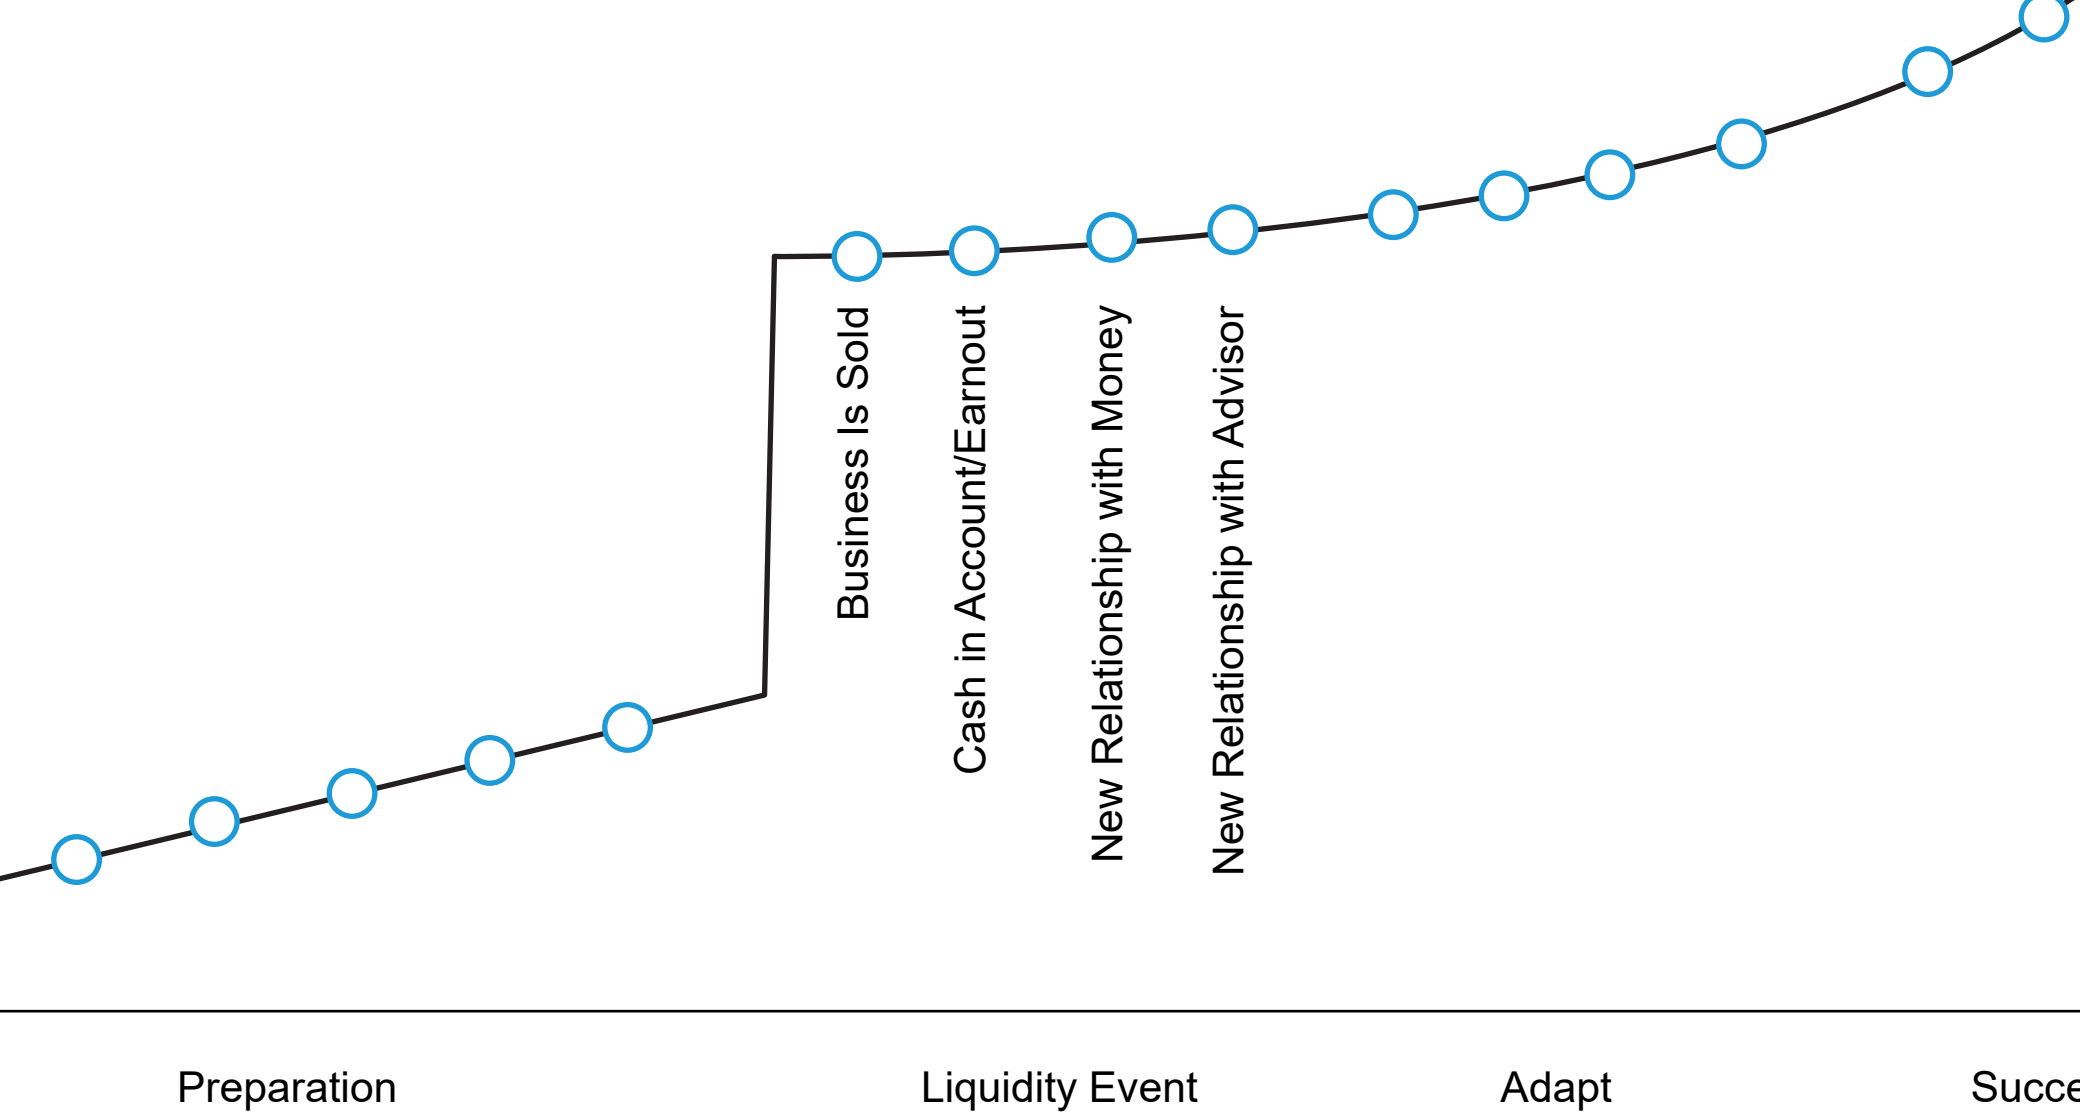 Business Is Sold
Cash in Account/Earnout
New Relationship with Money
New Relationship with Advisor
Preparation
Liquidity Event
Adapt
Succe